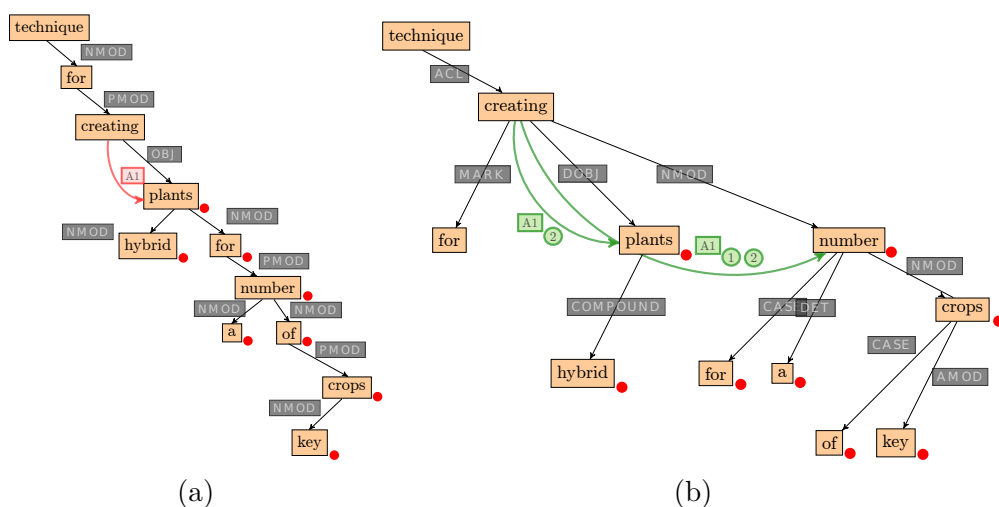 technique
NMOD
for
PMOD
creating
OBJ
A1
plants
NMOD
NMOD
hybrid
for
PMOD
number
NMOD
NMOD
a
of
PMOD
crops
NMOD
key
(a)
technique
ACL
creating
MARK
DOBJ
NMOD
A1
2
for
plants
A1
1
2
number
NMOD
COMPOUND
CASE
DET
crops
CASE
hybrid
for
a
AMOD
of
key
(b)